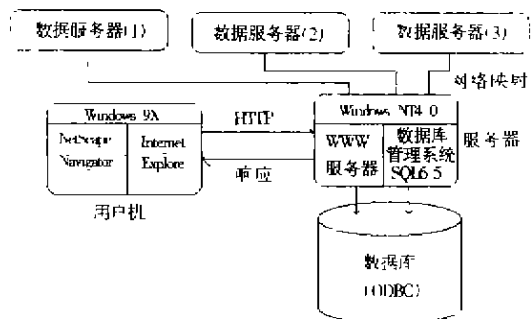 数据服务器(1)
数据服务器(2)
数据服务器(3)
网络映射
Windows 9X
Netscape
Navigator
Internet
Explore
用户机
HTTP
响应
Windows NT4.0
WWW
服务器
数据库
管理系统
SQL6.5
服务器
数据库
(ODBC)